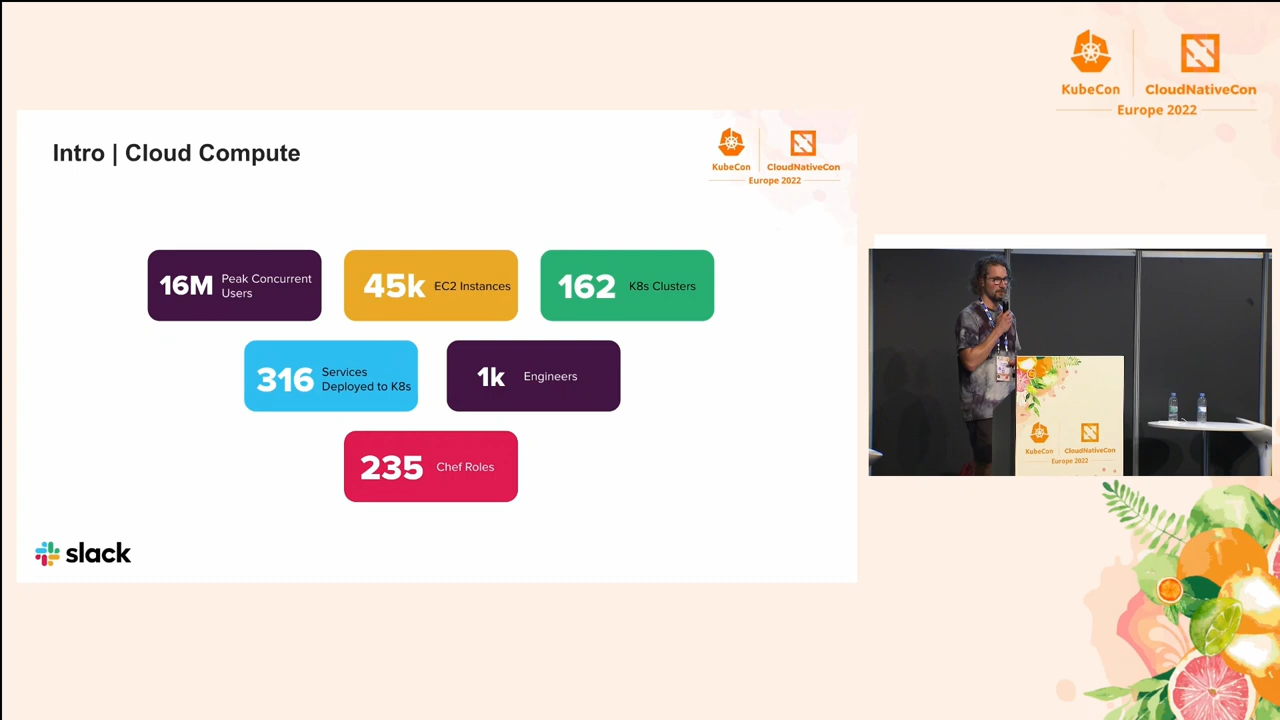 KubeCon
CloudNativeCon
Europe 2022
Intro | Cloud Compute
KubeCon
CloudNativeCon
Europe 2022
16M Peak Concurrent
Users
45k EC2 Instances
162 K8s Clusters
316 Services
Deployed to K8s
1k Engineers
235 Chef Roles
slack
KubeCon
CloudNativeCon
Europe 2022